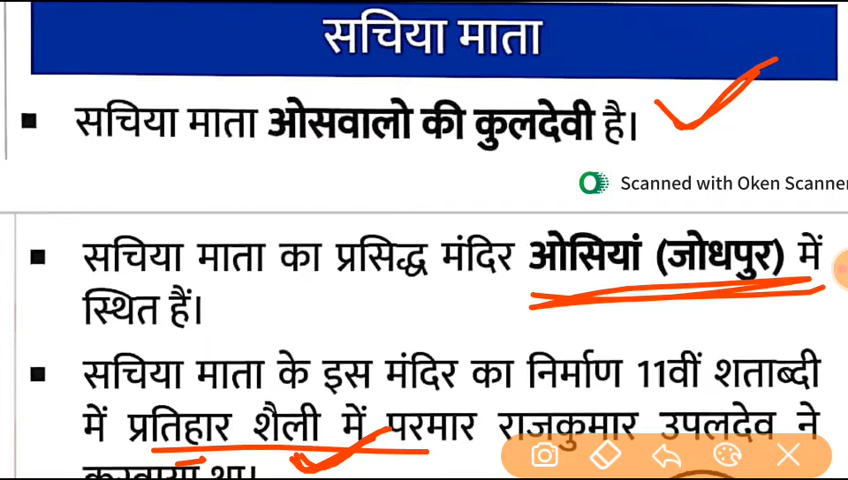 सचिया माता
▪ सचिया माता ओसवालो की कुलदेवी है।
Scanned with Oken Scanner
▪ सचिया माता का प्रसिद्ध मंदिर ओसियां (जोधपुर) में
स्थित हैं।
▪ सचिया माता के इस मंदिर का निर्माण 11वीं शताब्दी
में प्रतिहार शैली में परमार राजकुमार उपलदेव ने
करवाया था।